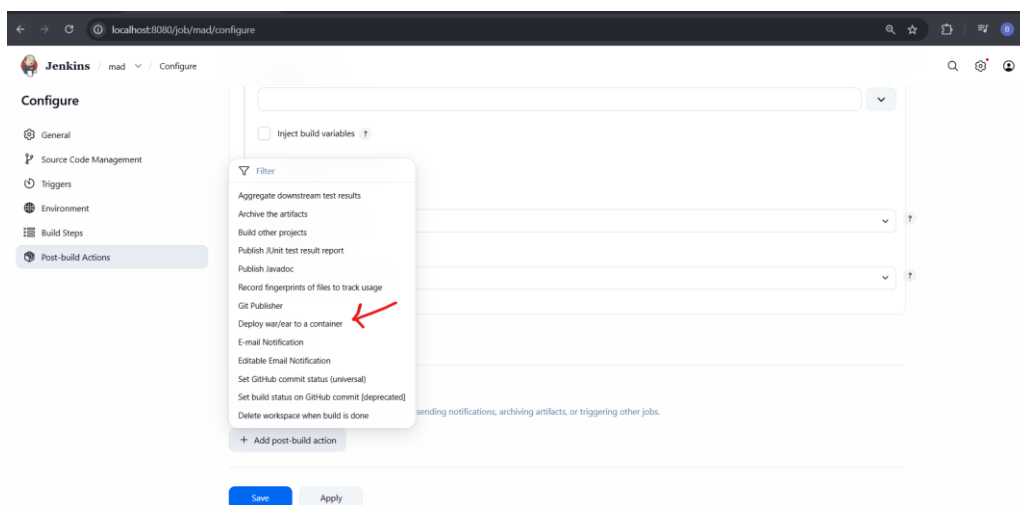 localhost:8080/job/mad/configure
B
Jenkins / mad / Configure
Configure
General
Source Code Management
Triggers
Environment
Build Steps
Post-build Actions
Inject build variables ?
Filter
Aggregate downstream test results
Archive the artifacts
Build other projects
Publish JUnit test result report
Publish Javadoc
Record fingerprints of files to track usage
Git Publisher
Deploy war/ear to a container
E-mail Notification
Editable Email Notification
Set GitHub commit status (universal)
Set build status on GitHub commit [deprecated]
Delete workspace when build is done
?
?
sending notifications, archiving artifacts, or triggering other jobs.
+ Add post-build action
Save Apply